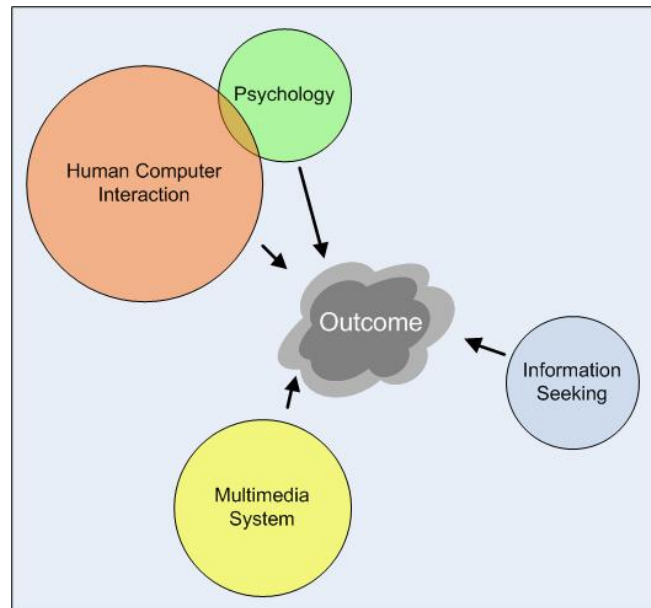 Psychology
Human Computer
Interaction
Outcome
Information
Seeking
Multimedia
System